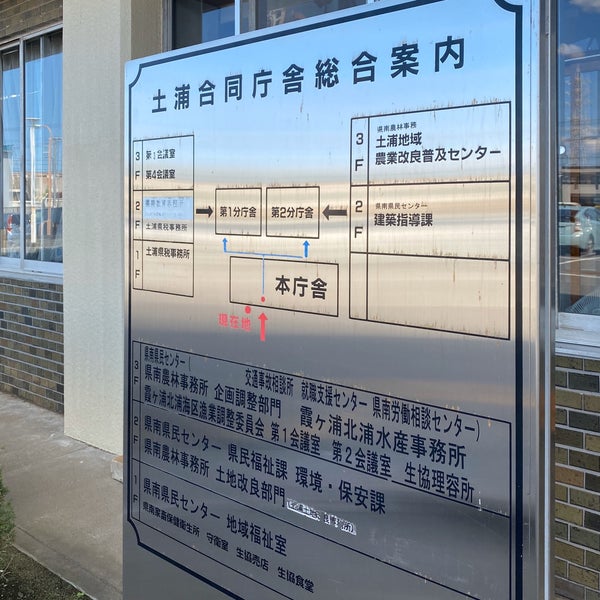 土浦合同庁舎総合案内
3F
第1会議室
第4会議室
2F
土浦県税事務所
1F
土浦県税事務所
第1分庁舎
第2分庁舎
3F
県南農林事務
土浦地域
農業改良普及センター
2F
県南県民センター
建築指導課
1F
本庁舎
現在地
3F
県南県民センター(交通事故相談所 就職支援センター 県南労働相談センター)
県南農林事務所 企画調整部門 霞ヶ浦北浦水産事務所
霞ヶ浦北浦海区漁業調整委員会 第1会議室 第2会議室 生協理容所
2F
県南県民センター 県民福祉課 環境・保安課
県南農林事務所 土地改良部門
1F
県南県民センター 地域福祉室
県南家畜保健衛生所 守衛室 生協売店 生協食堂